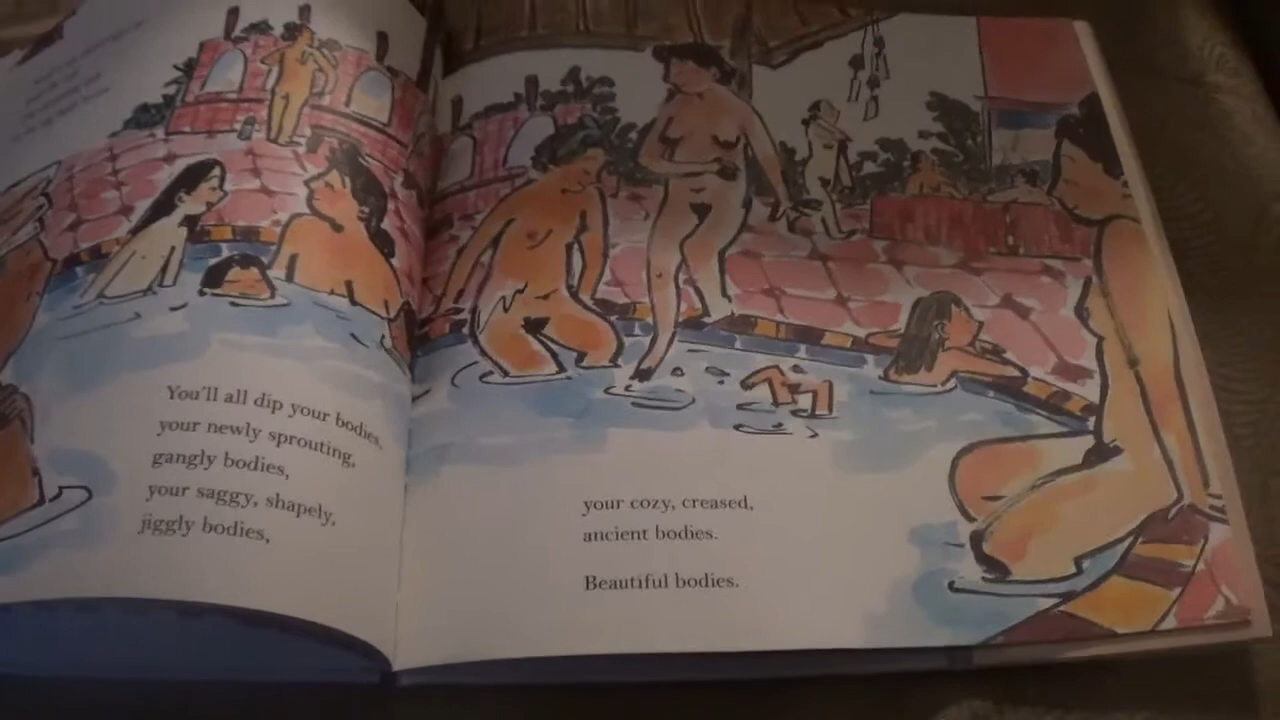 You'll all dip your bodies,
your newly sprouting,
gangly bodies,
your saggy, shapely,
jiggly bodies,
your cozy, creased,
ancient bodies.
Beautiful bodies.